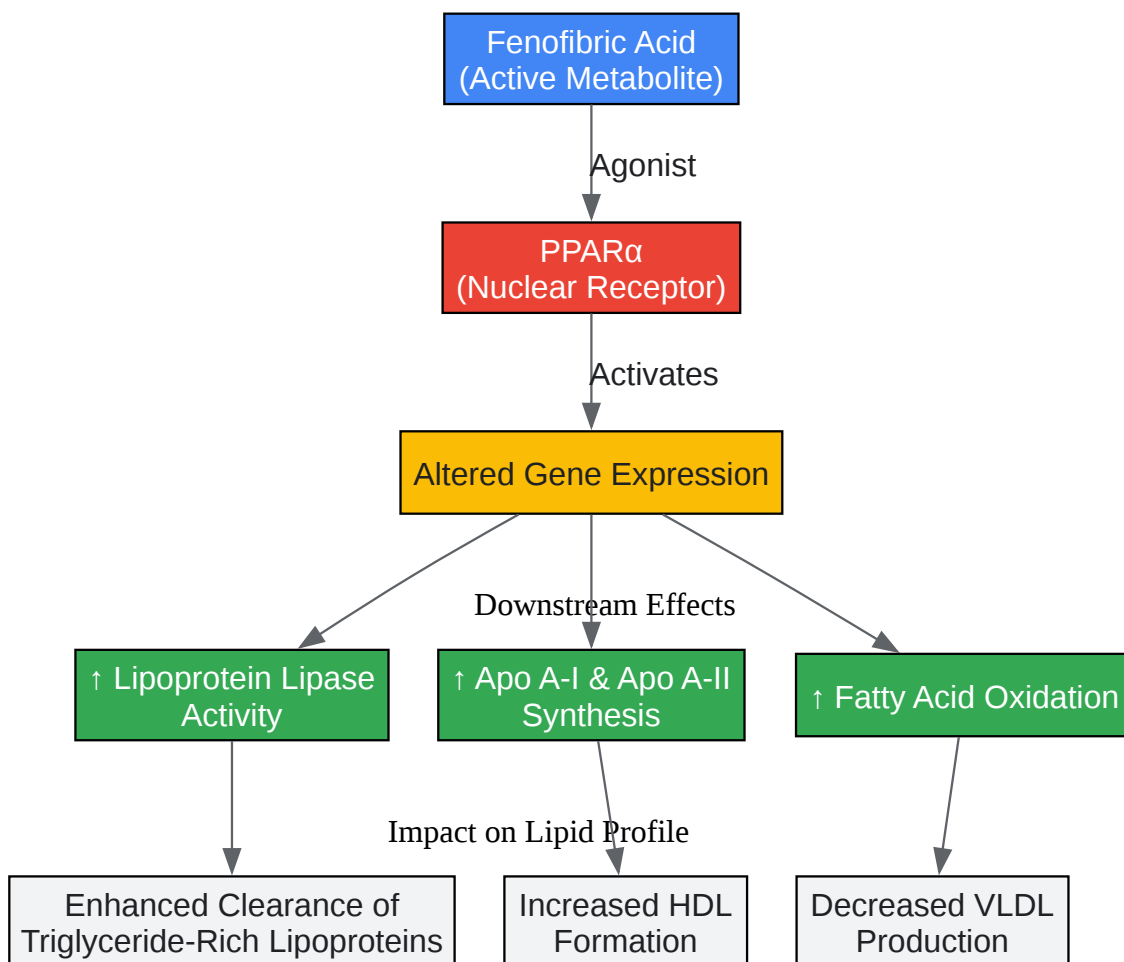 Fenofibric Acid
(Active Metabolite)
Agonist
PPARα
(Nuclear Receptor)
Activates
Altered Gene Expression
Downstream Effects
↑ Lipoprotein Lipase
Activity
↑ Apo A-I & Apo A-II
Synthesis
↑ Fatty Acid Oxidation
Impact on Lipid Profile
Enhanced Clearance of
Triglyceride-Rich Lipoproteins
Increased HDL
Formation
Decreased VLDL
Production